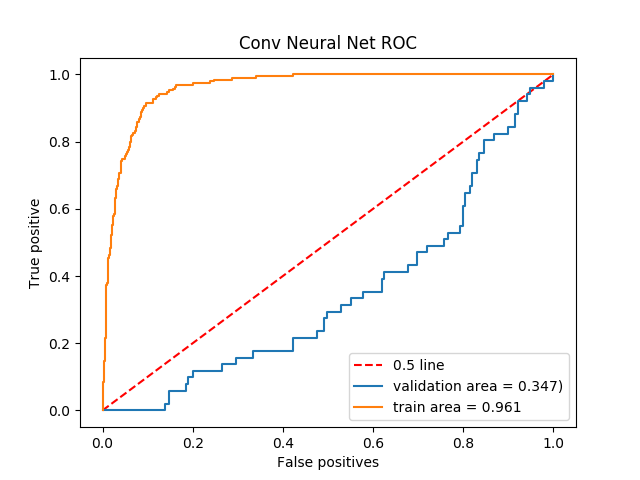 Conv Neural Net ROC
True positive
1.0
0.8
0.6
0.4
0.2
0.0
0.5 line
validation area = 0.347)
train area = 0.961
0.0 0.2 0.4 0.6 0.8 1.0
False positives